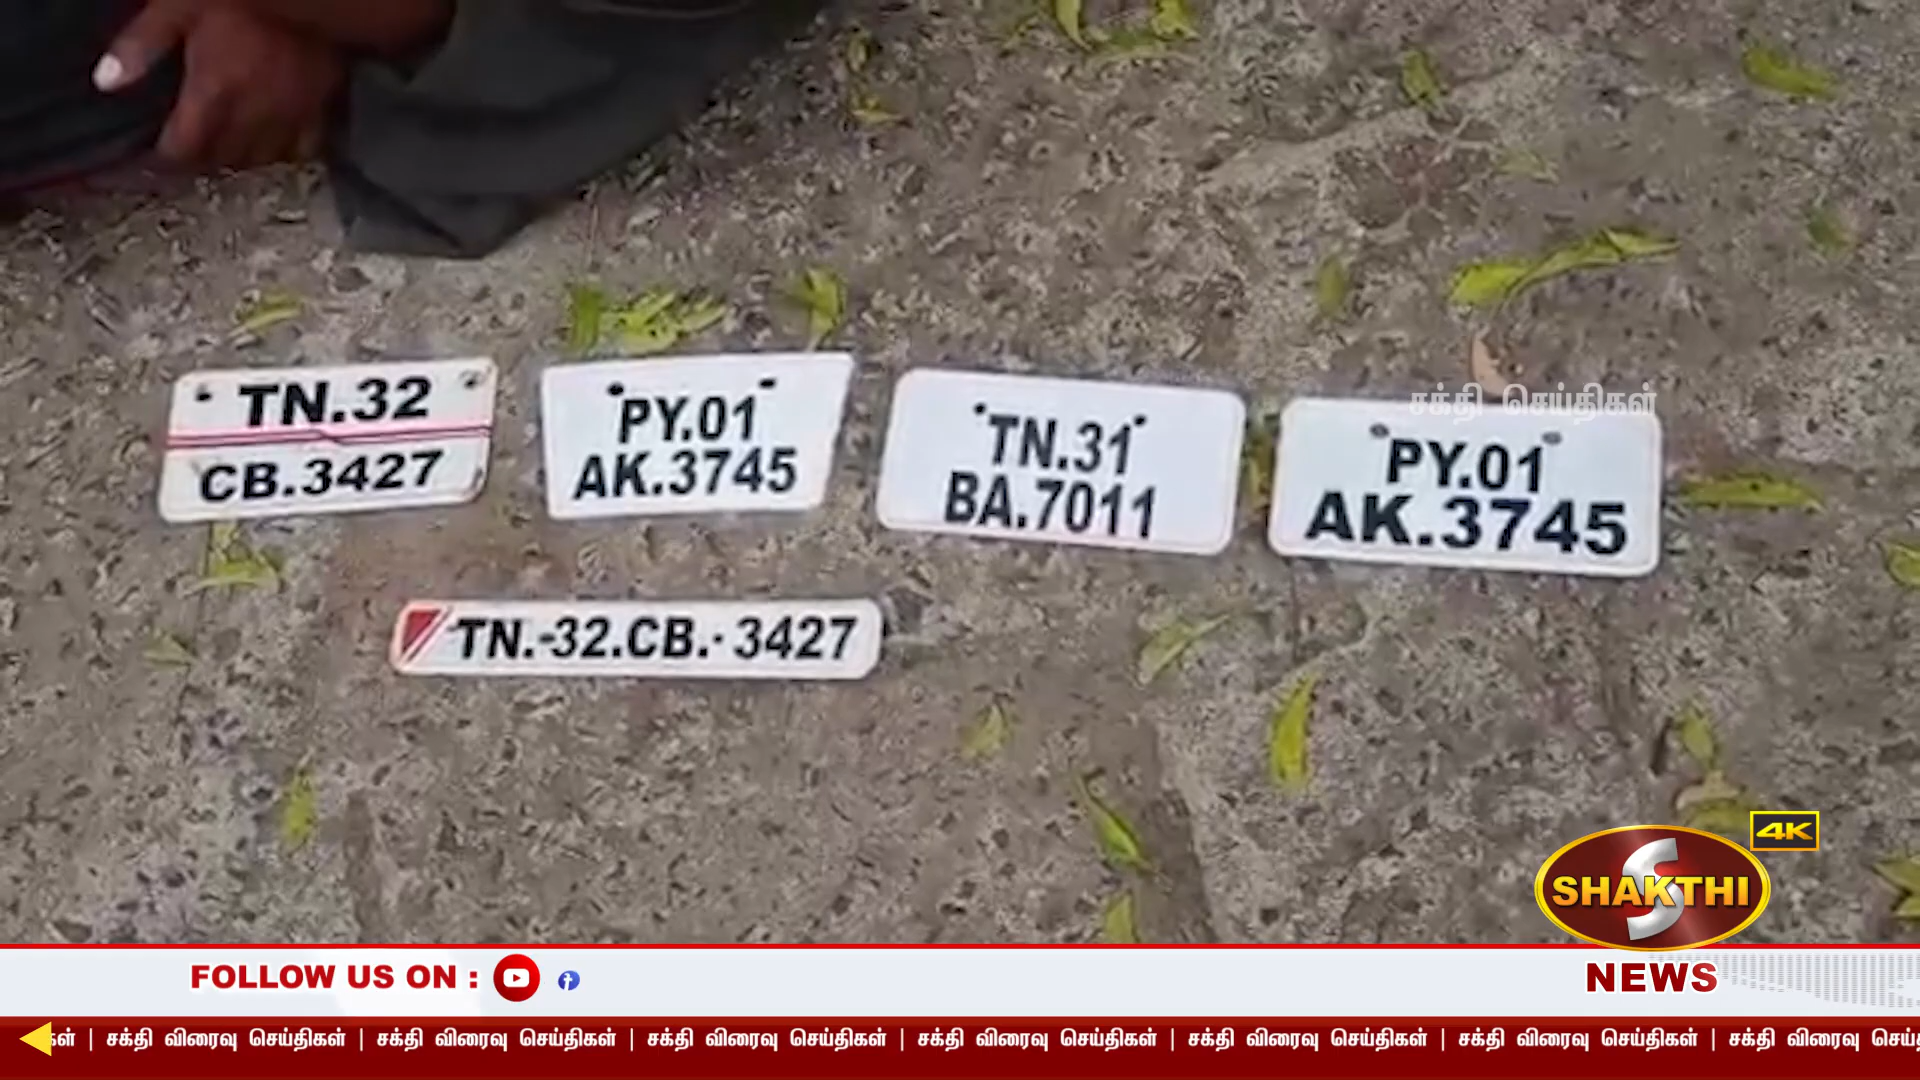 TN.32
CB.3427
PY.01
AK.3745
TN.31
BA.7011
சக்தி செய்திகள்
PY.01
AK.3745
TN.-32.CB.- 3427
4K
SHAKTHI
NEWS
FOLLOW US ON :
கள் | சக்தி விரைவு செய்திகள் | சக்தி விரைவு செய்திகள் | சக்தி விரைவு செய்திகள் | சக்தி விரைவு செய்திகள் | சக்தி விரைவு செய்திகள் | சக்தி விரைவு செய்திகள் | சக்தி விரைவு செய்